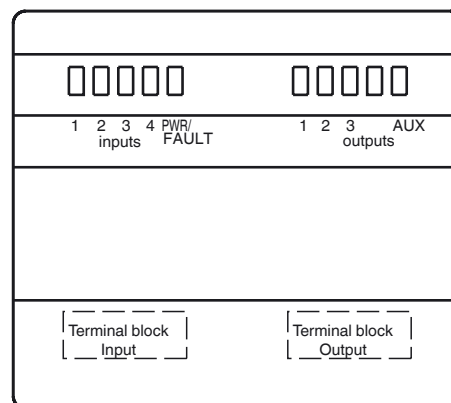 1 2 3 4 PWR/
inputs FAULT
1 2 3 AUX
outputs
Terminal block
Input
Terminal block
Output